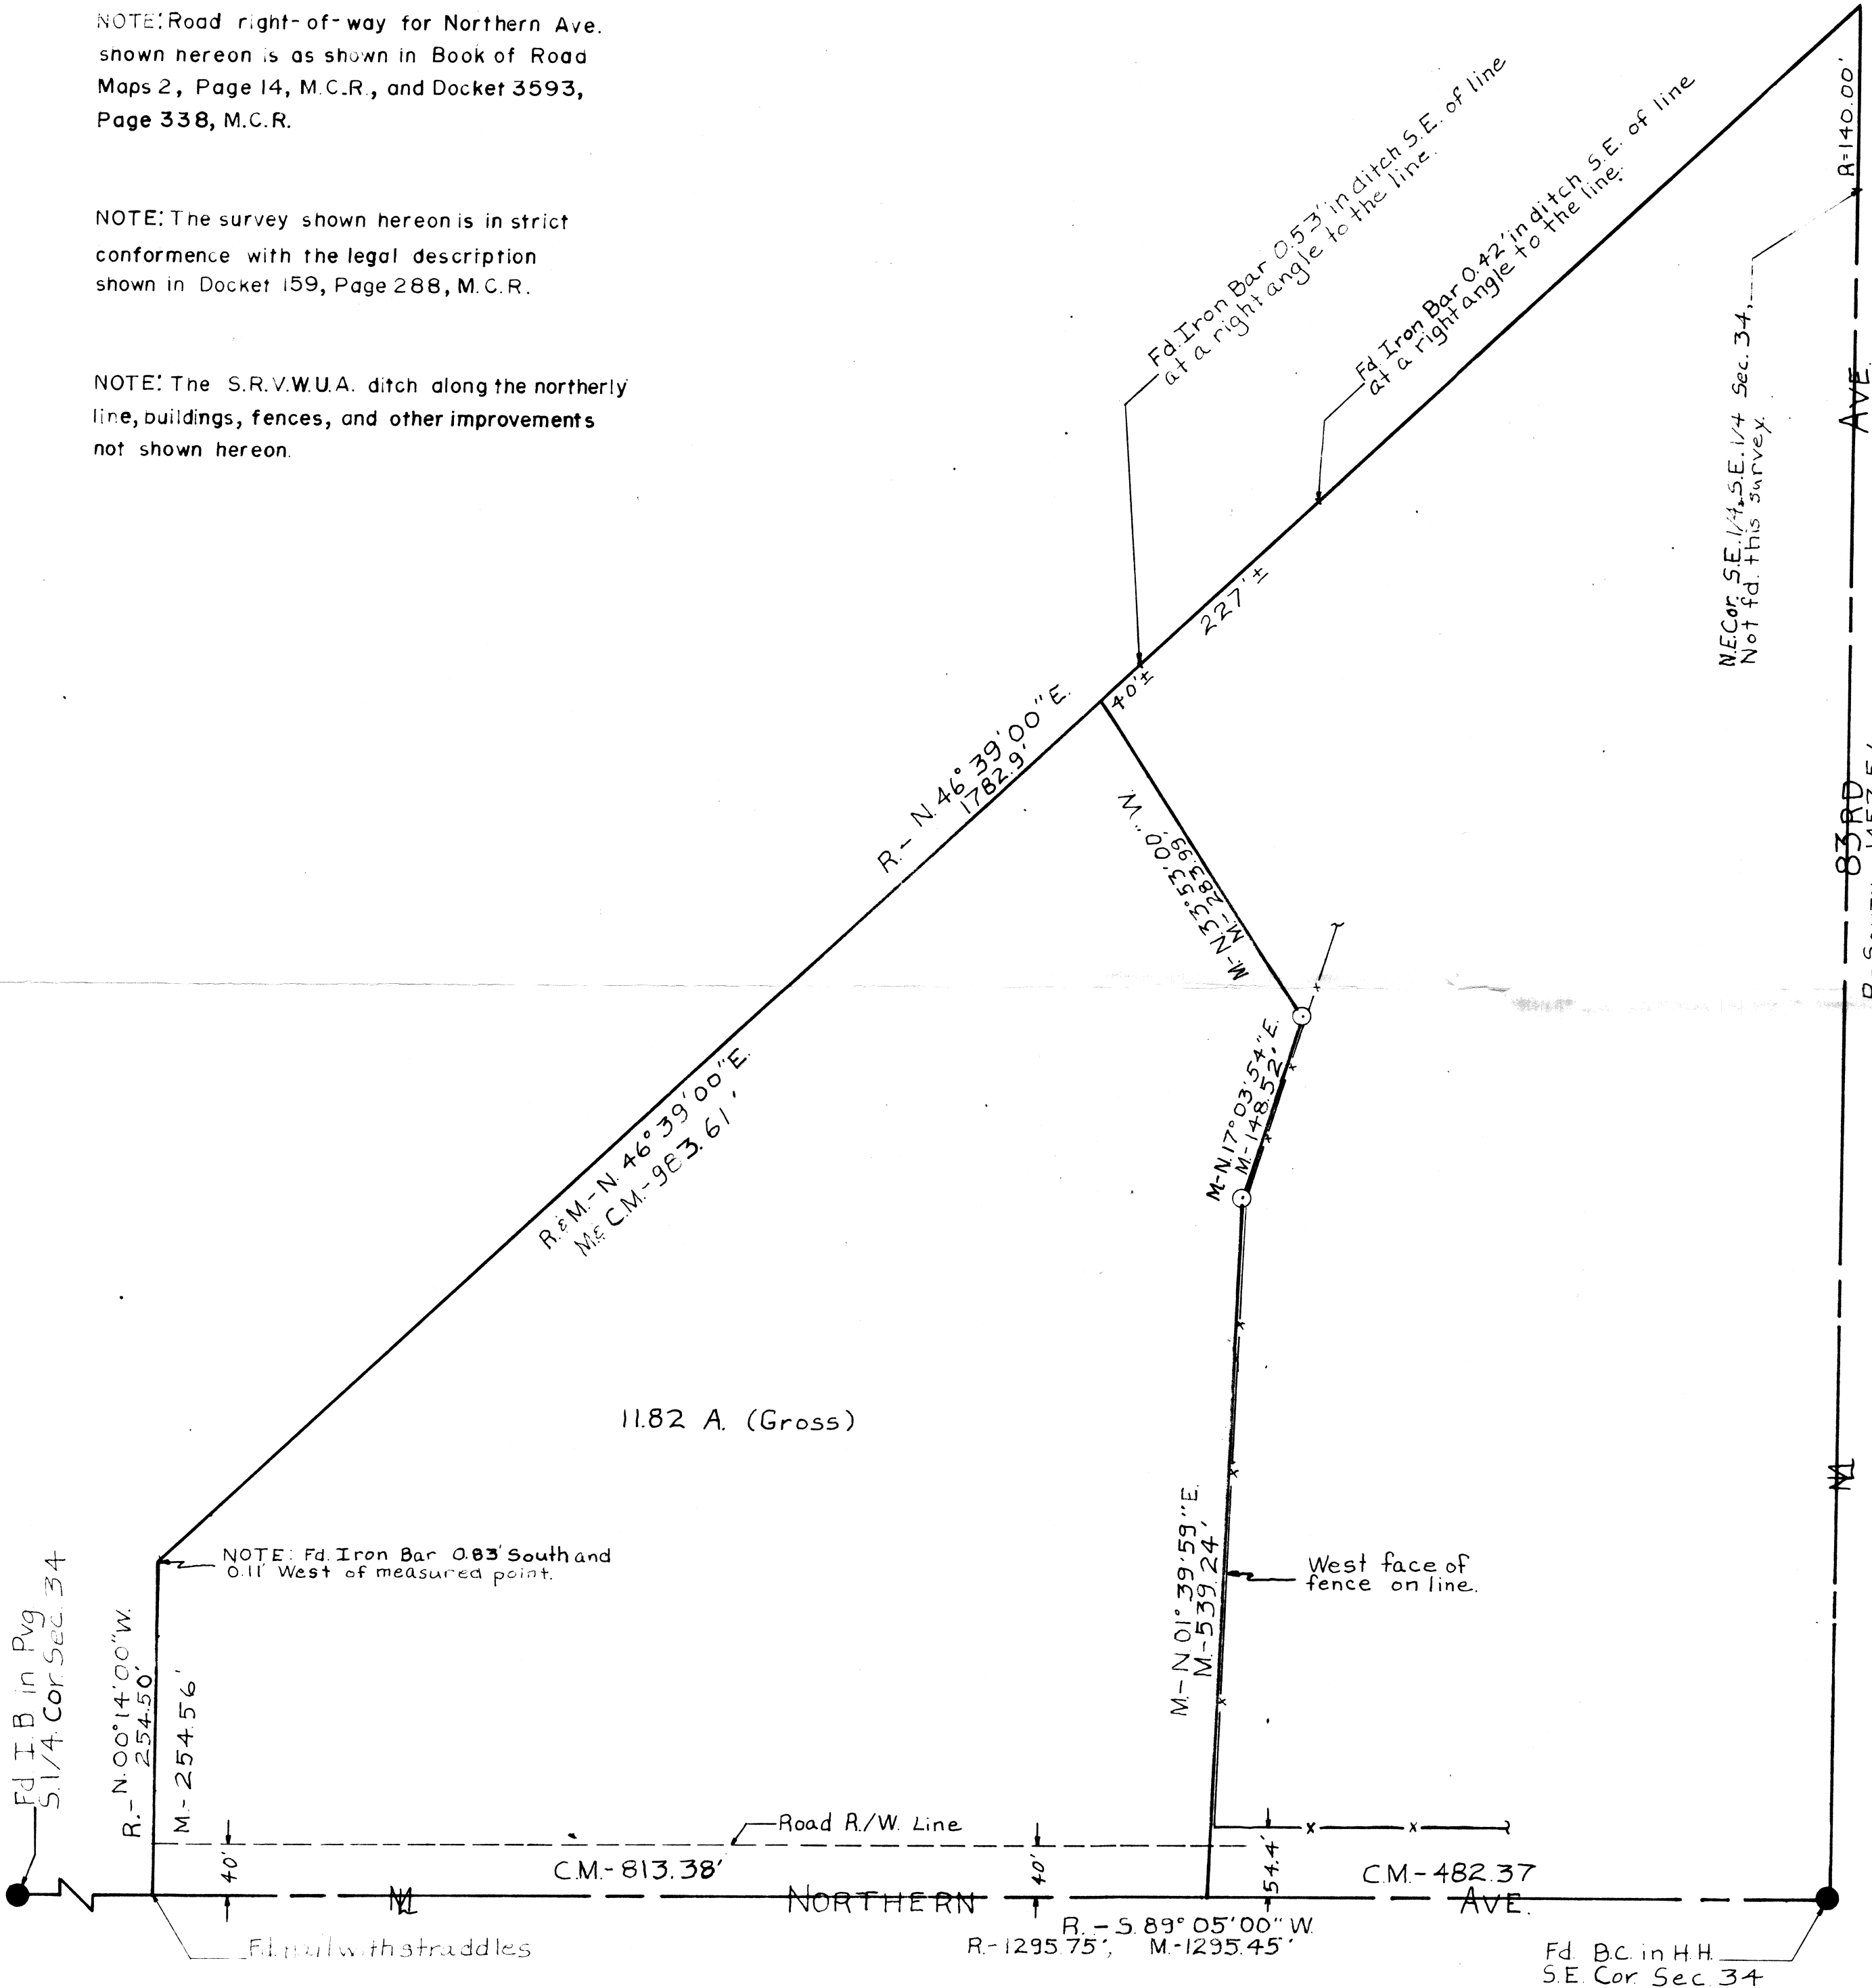 NOTE: Road right-of-way for Northern Ave.
shown hereon is as shown in Book of Road
Maps 2, Page 14, M.C.R., and Docket 3593,
Page 338, M.C.R.
NOTE: The survey shown hereon is in strict
conformence with the legal description
shown in Docket 159, Page 288, M.C.R.
NOTE: The S.R.V.W.U.A. ditch along the northerly
line, buildings, fences, and other improvements
not shown hereon.
Fd. Iron Bar 0.53' in ditch S.E. of line
at a right angle to the line.
Fd. Iron Bar 0.42' in ditch S.E. of line
at a right angle to the line.
R=140.00'
N.E. Cor. S.E. 1/4, S.E. 1/4 Sec. 34,
Not fd. this survey.
83RD AVE.
227'±
40'±
R.- N. 46° 39' 00" E.
1782.9'
M.- N. 33° 53' 00" W.
M.- 283.99'
M.- N. 17° 03' 54" E.
M.- 148.52'
R. & M.- N. 46° 39' 00" E.
M. & C.M.- 983.61'
11.82 A. (Gross)
NOTE: Fd. Iron Bar 0.83' South and
0.11' West of measured point.
M.- N 01° 39' 59" E.
M.- 539.24'
West face of
fence on line.
Fd I.B in Pvg
S.1/4 Cor. Sec. 34
R.- N. 00° 14' 00" W.
254.50'
M.- 254.56'
Road R./W. Line
40'
C.M.- 813.38'
40'
54.4'
C.M.- 482.37
NORTHERN AVE.
R. - S. 89° 05' 00" W.
R.- 1295.75', M.- 1295.45'
Fd. nail with straddles
Fd. B.C. in H.H.
S.E. Cor. Sec. 34